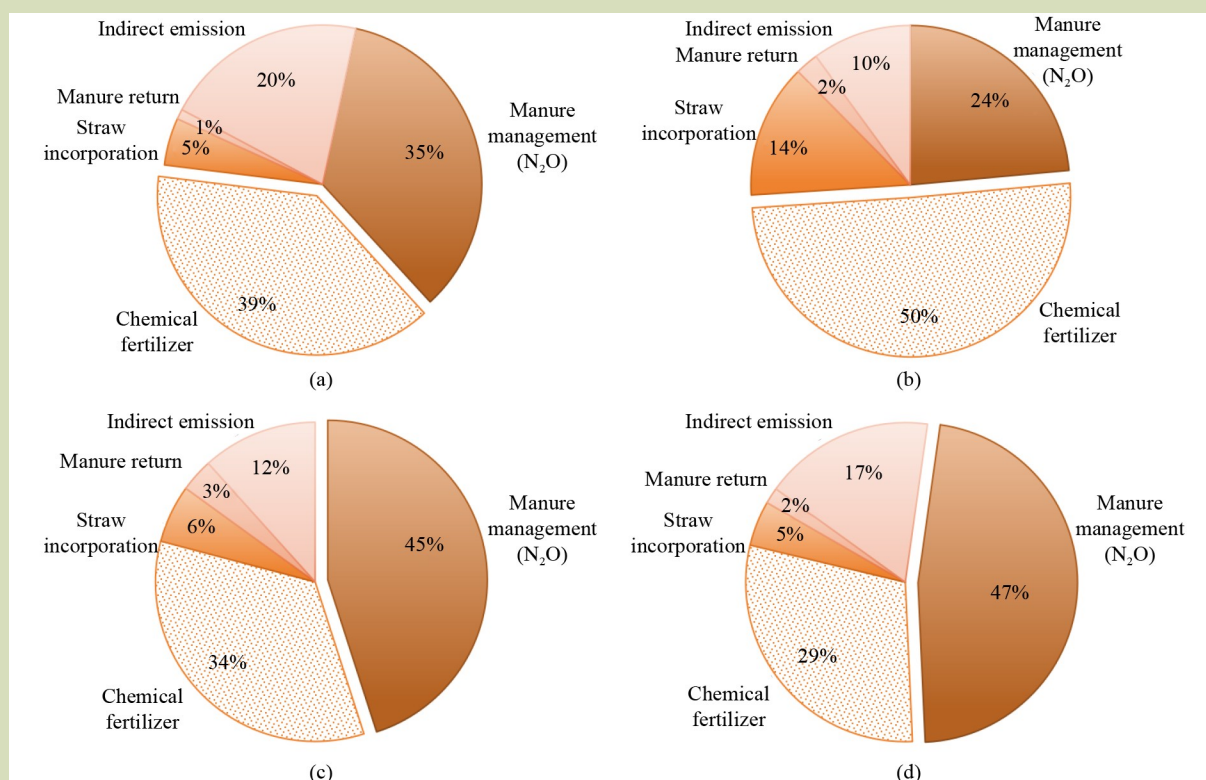 Indirect emission
20%
Manure return
1%
Straw
incorporation
5%
Manure
management
(N₂O)
35%
Chemical
fertilizer
39%
(a)
Indirect emission
10%
Manure return
2%
Straw
incorporation
14%
Manure
management
(N₂O)
24%
Chemical
fertilizer
50%
(b)
Indirect emission
12%
Manure return
3%
Straw
incorporation
6%
Manure
management
(N₂O)
45%
Chemical
fertilizer
34%
(c)
Indirect emission
17%
Manure return
2%
Straw
incorporation
5%
Manure
management
(N₂O)
47%
Chemical
fertilizer
29%
(d)